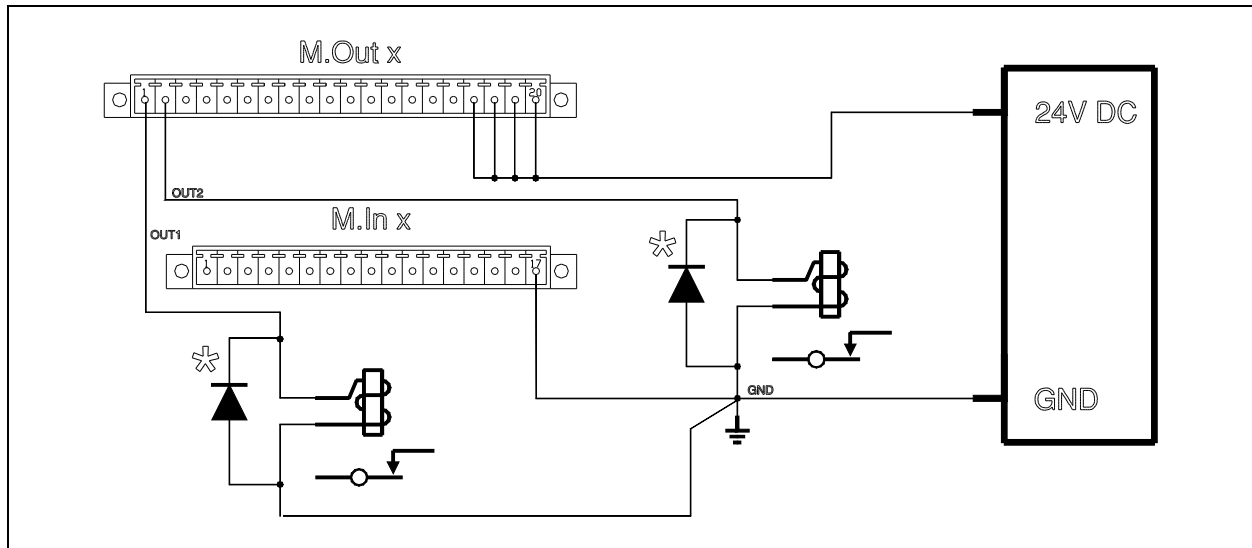 M.Out x
1 20
24V DC
OUT2
M.In x
OUT1
1 17
*
*
GND
GND